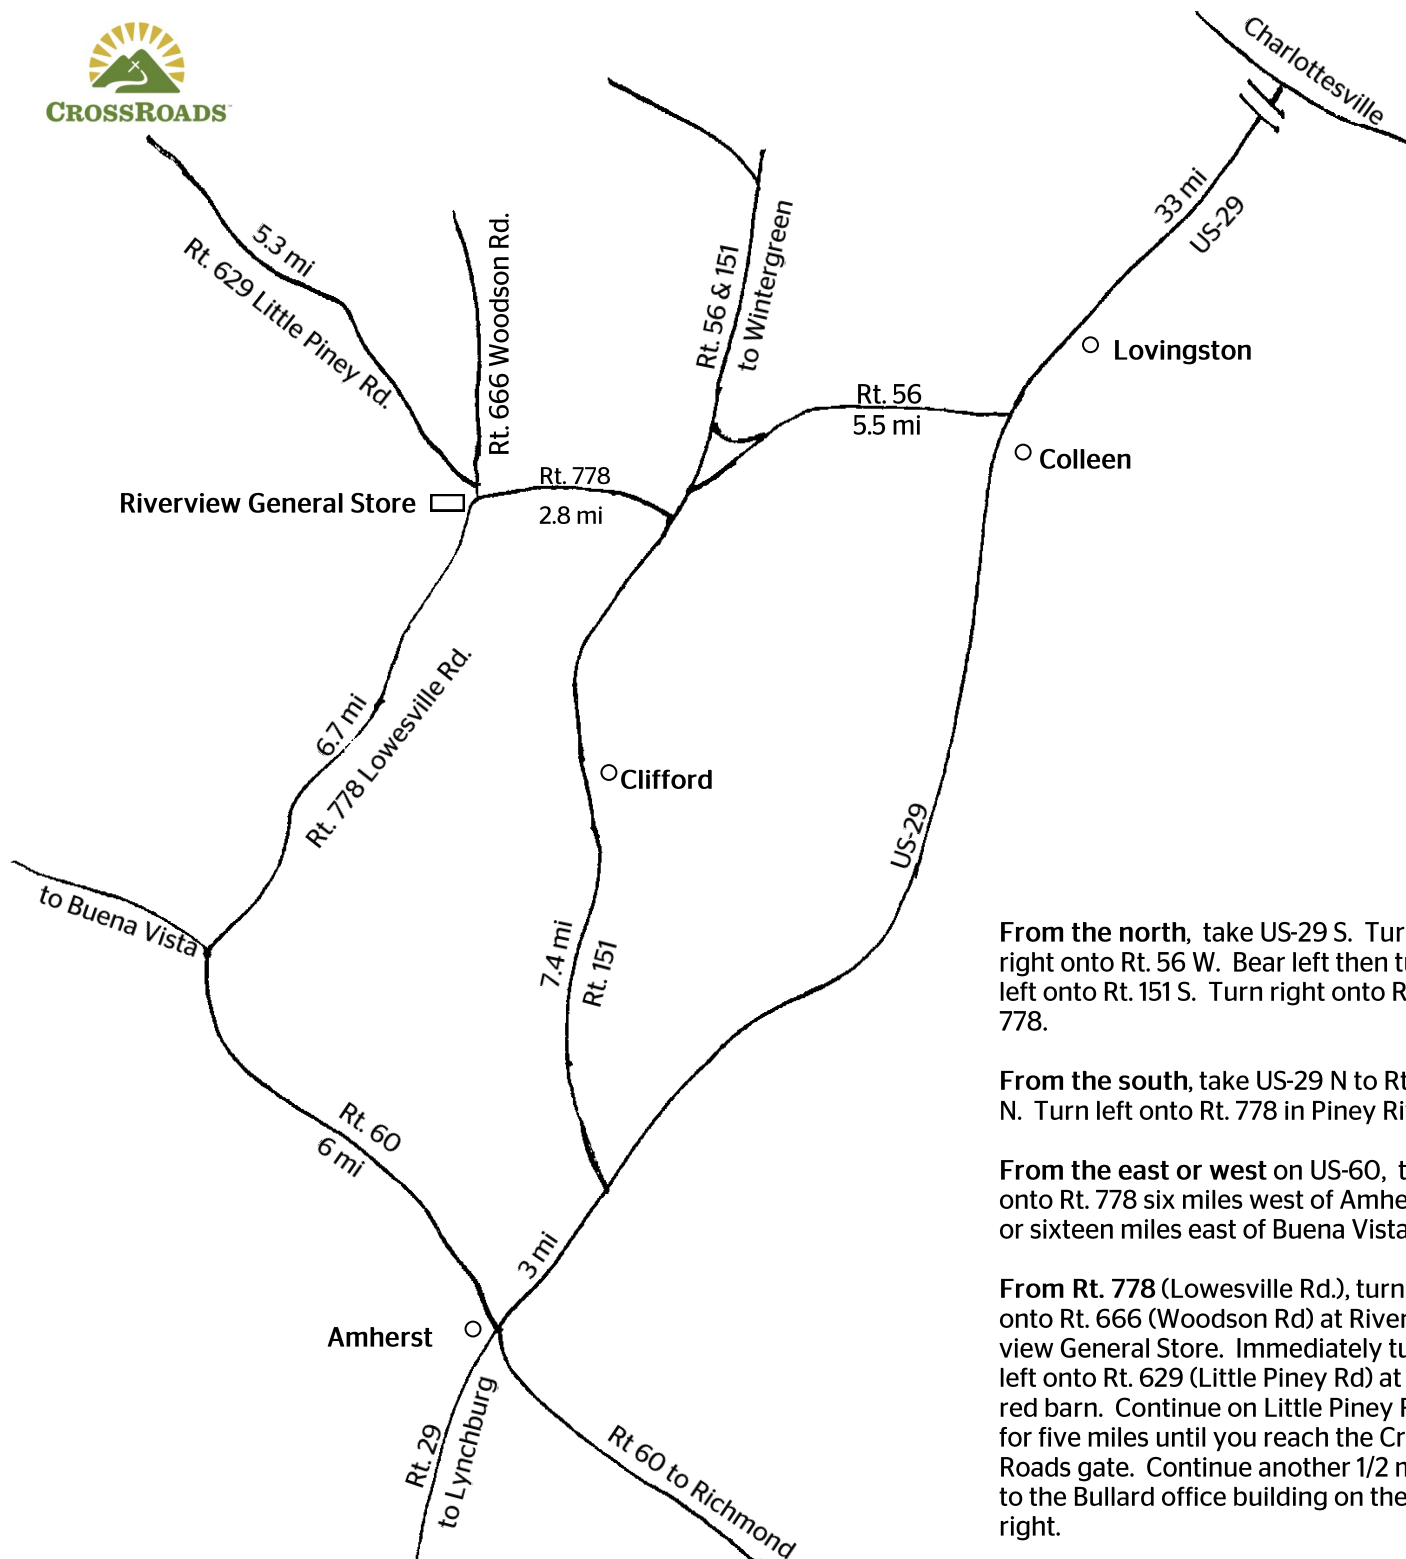 CROSSROADS
Charlottesville
33 mi
US-29
5.3 mi
Rt. 629 Little Piney Rd.
Rt. 666 Woodson Rd.
Rt. 56 & 151
to Wintergreen
Lovingston
Rt. 56
5.5 mi
Colleen
Rt. 778
2.8 mi
Riverview General Store
6.7 mi
Rt. 778 Lowesville Rd.
Clifford
US-29
to Buena Vista
7.4 mi
Rt. 151
From the north, take US-29 S. Tur
right onto Rt. 56 W. Bear left then tu
left onto Rt. 151 S. Turn right onto R
778.
From the south, take US-29 N to Rt
N. Turn left onto Rt. 778 in Piney Ri
From the east or west on US-60, t
onto Rt. 778 six miles west of Amhe
or sixteen miles east of Buena Vista
From Rt. 778 (Lowesville Rd.), turn
onto Rt. 666 (Woodson Rd) at River
view General Store. Immediately tu
left onto Rt. 629 (Little Piney Rd) at
red barn. Continue on Little Piney R
for five miles until you reach the Cr
Roads gate. Continue another 1/2 m
to the Bullard office building on the
right.
Rt. 60
6 mi
3 mi
Amherst
Rt. 29
to Lynchburg
Rt 60 to Richmond